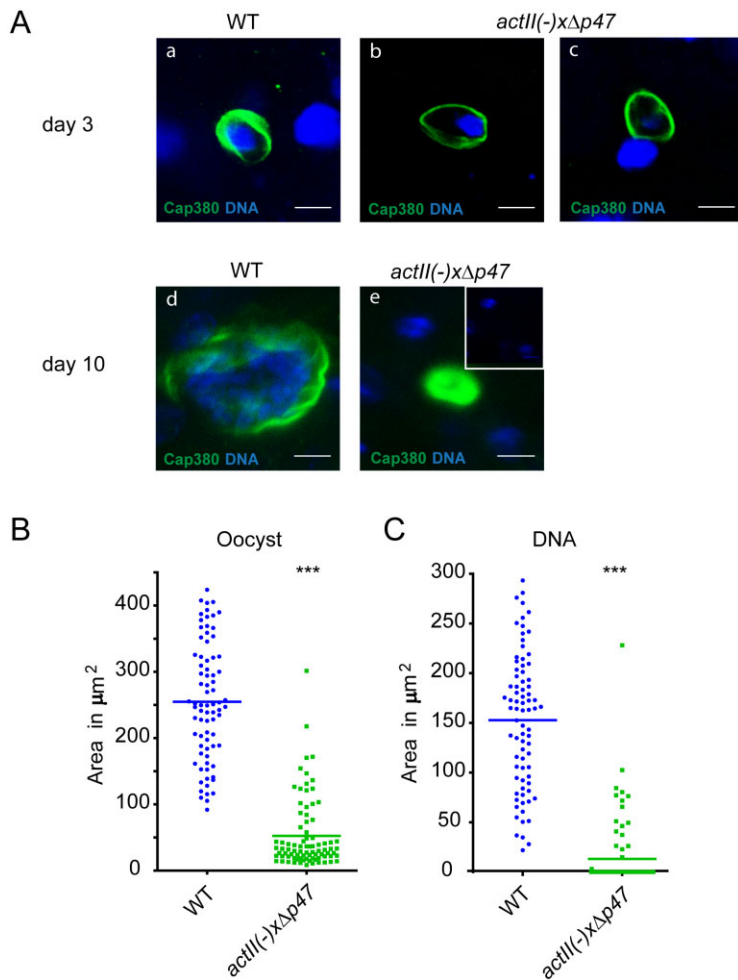 A
WT
actII(-)xΔp47
day 3
a
b
c
Cap380 DNA
Cap380 DNA
Cap380 DNA
WT
actII(-)xΔp47
day 10
d
e
Cap380 DNA
Cap380 DNA
B
Oocyst
***
Area in μm²
400
300
200
100
0
WT
actII(-)xΔp47
C
DNA
***
Area in μm²
300
250
200
150
100
50
0
WT
actII(-)xΔp47